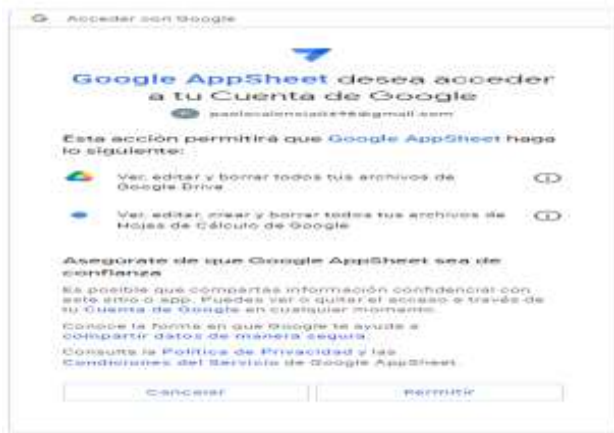 Acceder con Google
Google AppSheet desea acceder
a tu Cuenta de Google
Esta acción permitirá que Google AppSheet haga
lo siguiente:
Ver, editar y borrar todos tus archivos de
Google Drive
Ver, editar, crear y borrar todos tus archivos de
Hojas de Cálculo de Google
Asegúrate de que Google AppSheet sea de
confianza
Es posible que compartas información confidencial con
este sitio o app. Puedes ver o quitar el acceso a través de
tu Cuenta de Google en cualquier momento.
Conoce la forma en que Google te ayuda a
compartir datos de manera segura.
Consulta la Política de Privacidad y las
Condiciones del Servicio de Google AppSheet.
Cancelar
Permitir